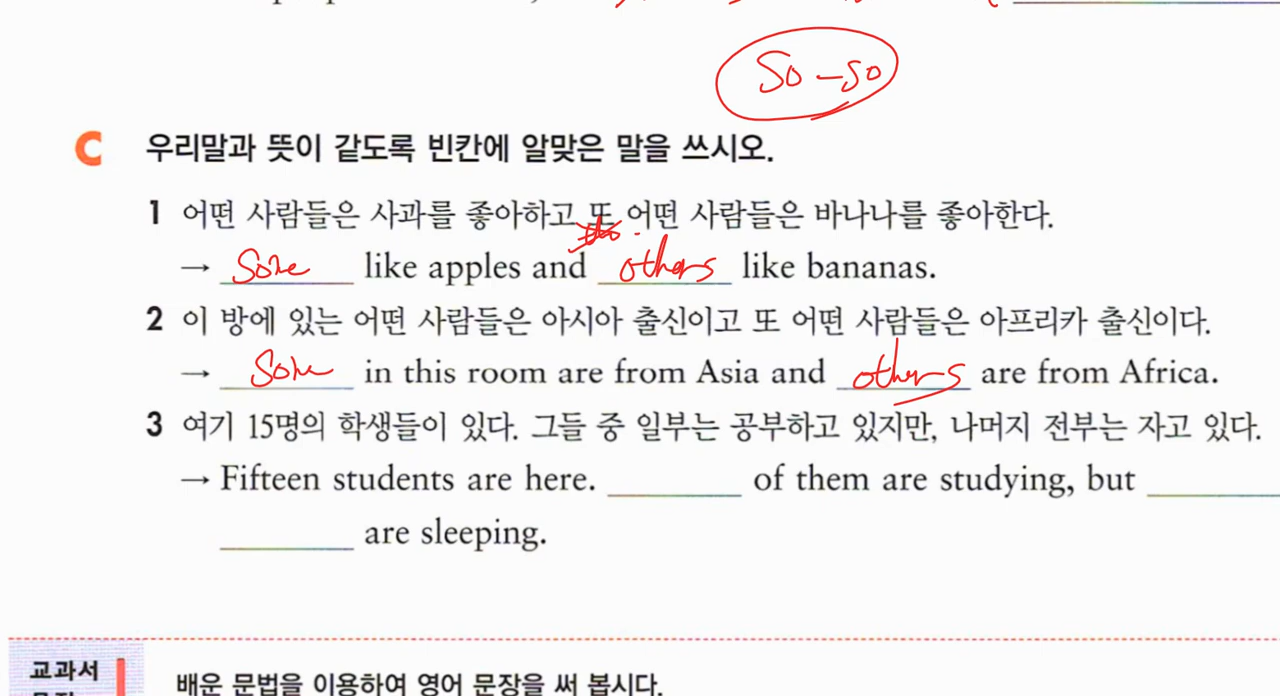 So-so
C 우리말과 뜻이 같도록 빈칸에 알맞은 말을 쓰시오.
1 어떤 사람들은 사과를 좋아하고 또 어떤 사람들은 바나나를 좋아한다.
→ Some like apples and others like bananas.
2 이 방에 있는 어떤 사람들은 아시아 출신이고 또 어떤 사람들은 아프리카 출신이다.
→ Some in this room are from Asia and others are from Africa.
3 여기 15명의 학생들이 있다. 그들 중 일부는 공부하고 있지만, 나머지 전부는 자고 있다.
→ Fifteen students are here. ________ of them are studying, but ________
________ are sleeping.
교과서
배운 문법을 이용하여 영어 문장을 써 봅시다.